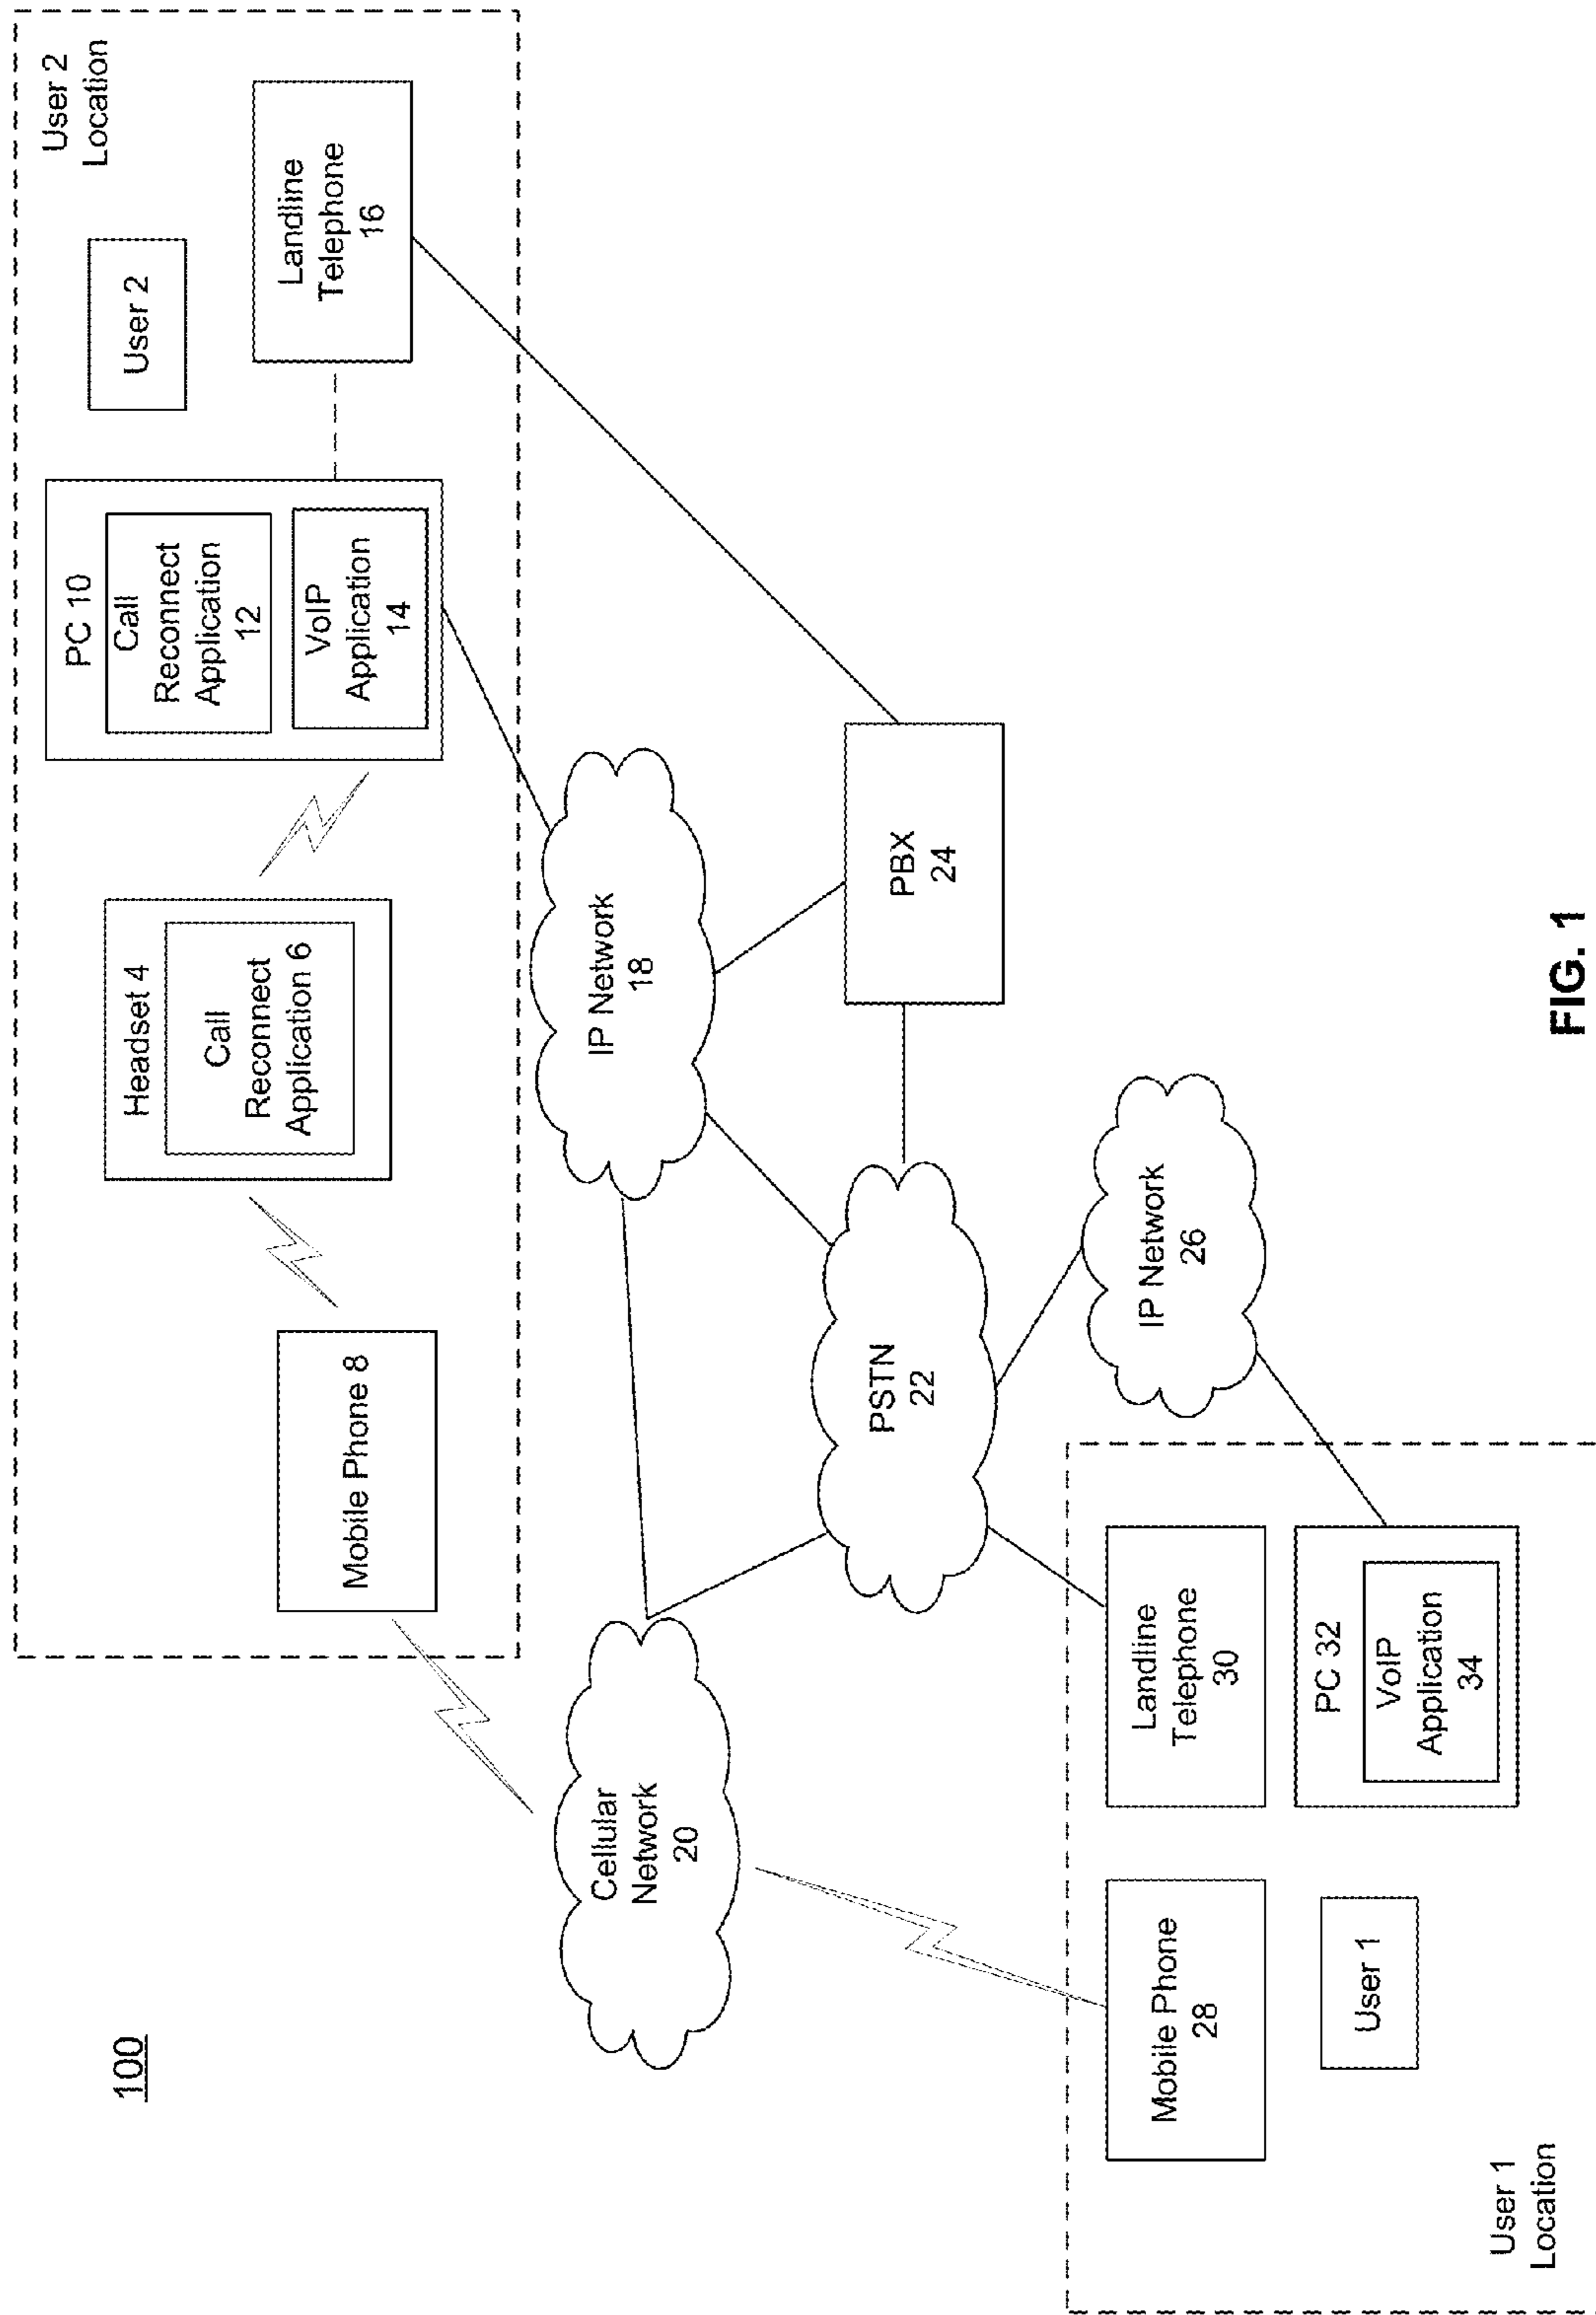 100
User 2
Location
Mobile Phone 8
Headset 4
Call
Reconnect
Application 6
PC 10
Call
Reconnect
Application
12
VoIP
Application
14
User 2
Landline
Telephone
16
Cellular
Network
20
IP Network
18
PSTN
22
PBX
24
IP Network
26
Mobile Phone
28
Landline
Telephone
30
User 1
PC 32
VoIP
Application
34
User 1
Location
FIG. 1